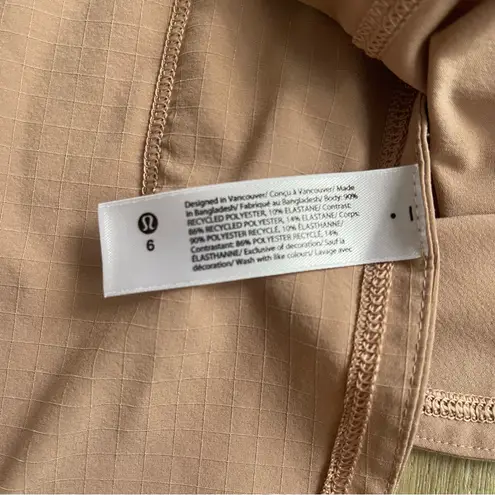 6
Designed in Vancouver/ Conçu à Vancouver/ Made
in Bangladesh/ Fabriqué au Bangladesh/ Body: 90%
RECYCLED POLYESTER, 10% ELASTANE/ Contrast:
86% RECYCLED POLYESTER, 14% ELASTANE/ Corps:
90% POLYESTER RECYCLÉ, 10% ÉLASTHANNE/
Contrastant: 86% POLYESTER RECYCLÉ, 14%
ÉLASTHANNE/ Exclusive of decoration/ Sauf la
décoration/ Wash with like colours/ Lavage avec